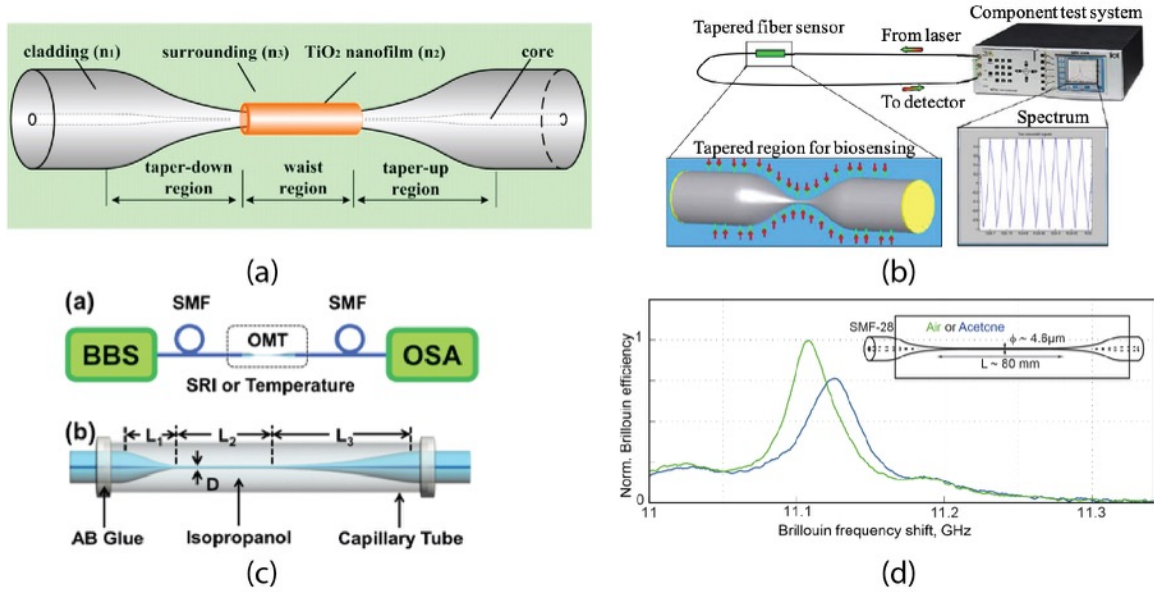 cladding (n₁)
surrounding (n₃)
TiO₂ nanofilm (n₂)
core
taper-down
region
waist
region
taper-up
region
(a)
Tapered fiber sensor
Component test system
From laser
To detector
Spectrum
Tapered region for biosensing
(b)
(a)
SMF
SMF
BBS
OMT
OSA
SRI or Temperature
(b)
L₁
L₂
L₃
D
AB Glue
Isopropanol
Capillary Tube
(c)
SMF-28
Air or Acetone
ϕ ~ 4.6µm
L ~ 80 mm
Norm. Brillouin efficiency
1
0
11
11.1
11.2
11.3
Brillouin frequency shift, GHz
(d)